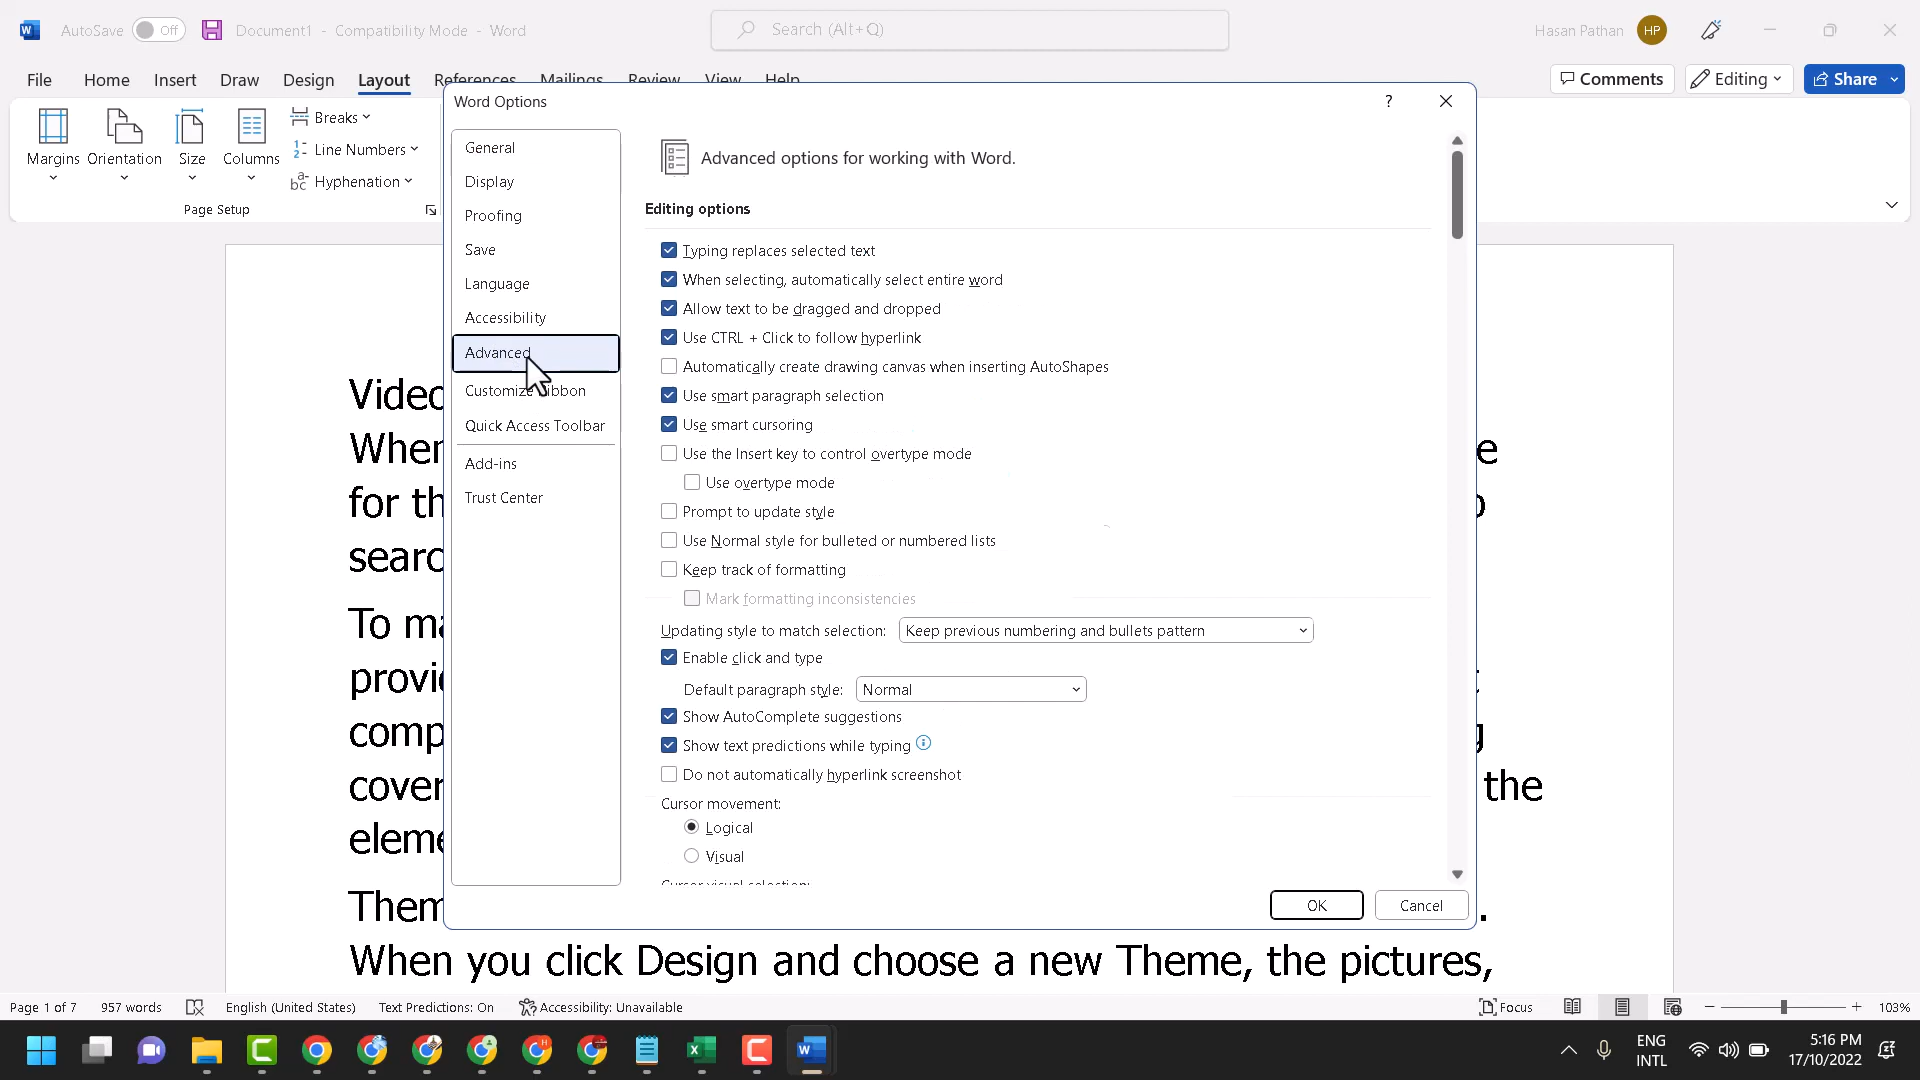 AutoSave Off Document1 - Compatibility Mode - Word
Search (Alt+Q)
Hasan Pathan HP
File Home Insert Draw Design Layout References Mailings Review View Help
Comments Editing Share
Margins Orientation Size Columns
Breaks
Line Numbers
Hyphenation
Page Setup
Word Options
?
General
Display
Proofing
Save
Language
Accessibility
Advanced
Customize Ribbon
Quick Access Toolbar
Add-ins
Trust Center
Advanced options for working with Word.
Editing options
Typing replaces selected text
When selecting, automatically select entire word
Allow text to be dragged and dropped
Use CTRL + Click to follow hyperlink
Automatically create drawing canvas when inserting AutoShapes
Use smart paragraph selection
Use smart cursoring
Use the Insert key to control overtype mode
Use overtype mode
Prompt to update style
Use Normal style for bulleted or numbered lists
Keep track of formatting
Mark formatting inconsistencies
Updating style to match selection: Keep previous numbering and bullets pattern
Enable click and type
Default paragraph style: Normal
Show AutoComplete suggestions
Show text predictions while typing
Do not automatically hyperlink screenshot
Cursor movement:
Logical
Visual
OK Cancel
for
To
the
When you click Design and choose a new Theme, the pictures,
Page 1 of 7 957 words English (United States) Text Predictions: On Accessibility: Unavailable Focus 103%
ENG
INTL
5:16 PM
17/10/2022